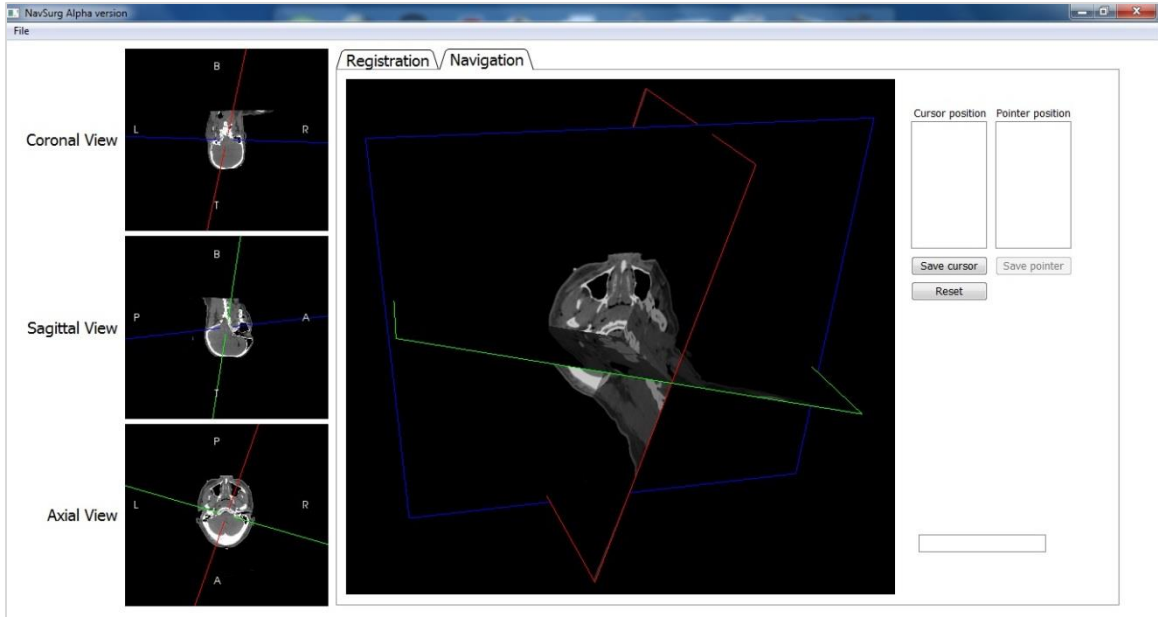 NavSurg Alpha version
File
Coronal View
B
L
R
T
Sagittal View
B
P
A
T
Axial View
P
L
R
A
Registration
Navigation
Cursor position
Pointer position
Save cursor
Save pointer
Reset